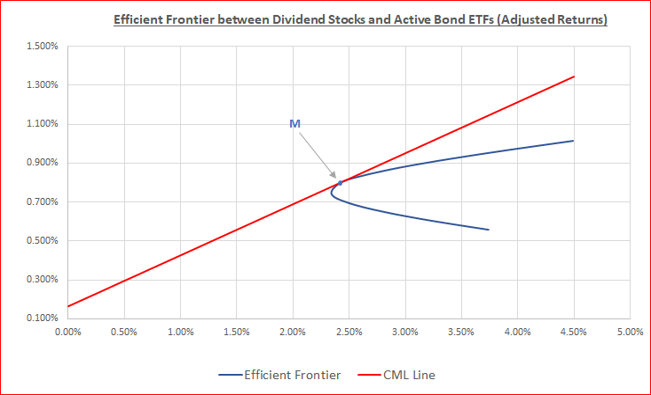 Efficient Frontier between Dividend Stocks and Active Bond ETFs (Adjusted Returns)
1.500%
1.300%
1.100%
M
0.900%
0.700%
0.500%
0.300%
0.100%
0.00% 0.50% 1.00% 1.50% 2.00% 2.50% 3.00% 3.50% 4.00% 4.50% 5.00%
Efficient Frontier CML Line